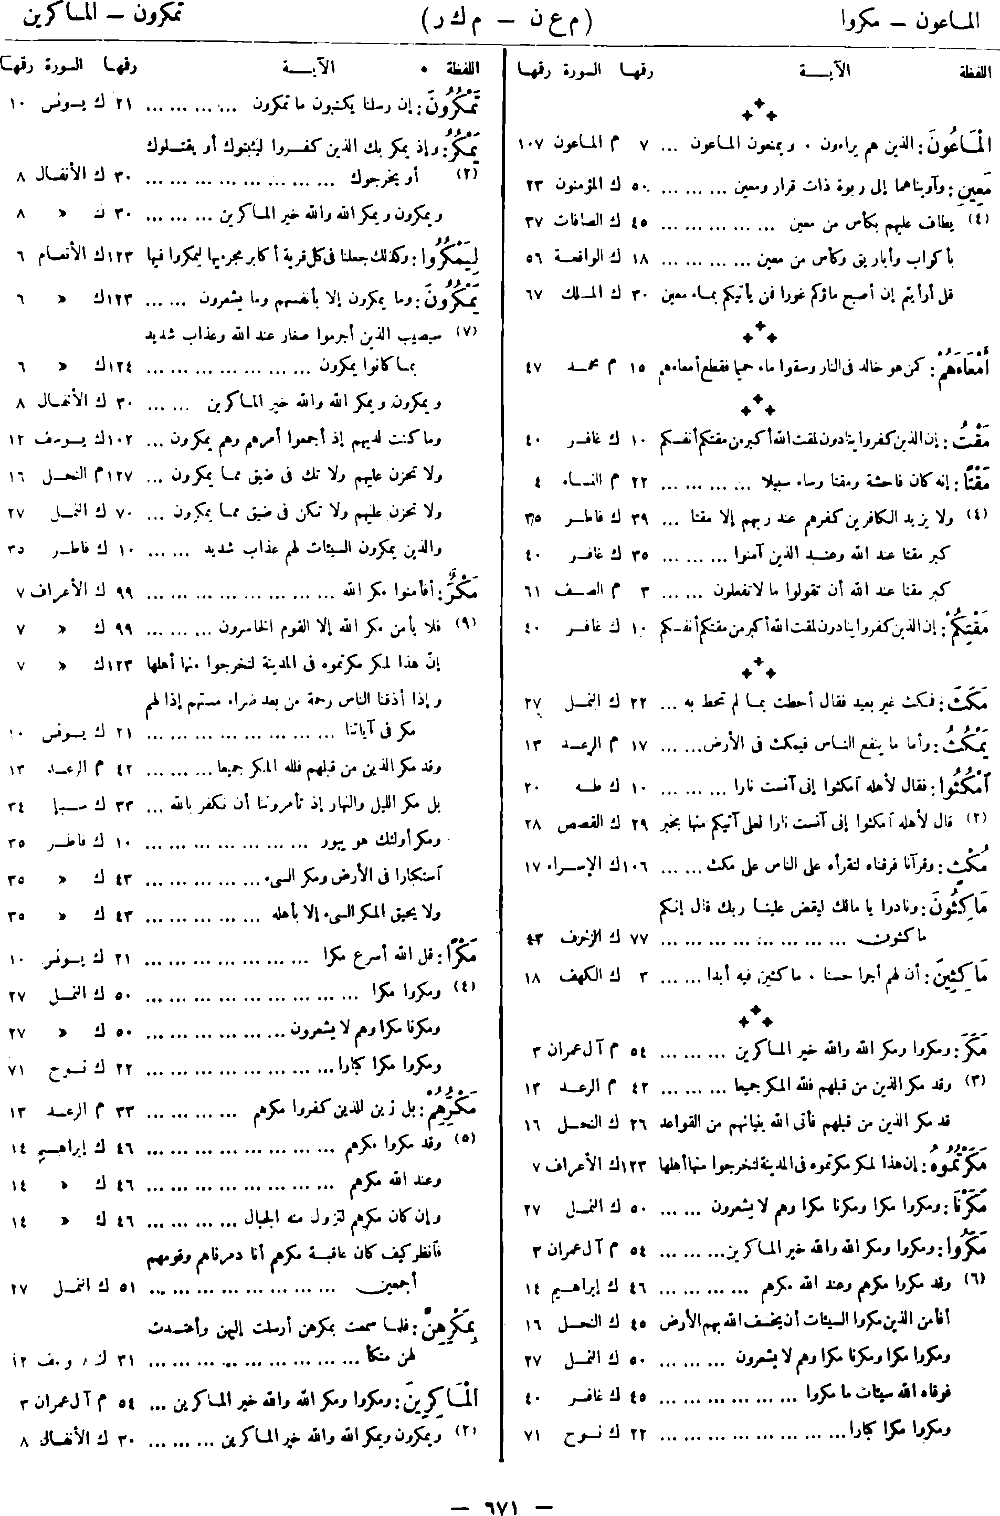 الماعون – مكروا
(م ع ن – م ك ر)
تمكرون – الماكرين
اللفظة الآيــة رقمها السورة رقمها
الْمَاعُونَ: الذين هم يراءون ٠ ويمنعون الماعون ... ٧ م الماعون ١٠٧
مَعِينٍ: وآويناهما إلى ربوة ذات قرار ومعين ... ... ... ٥٠ ك المؤمنون ٢٣
(٤) يطاف عليهم بكأس من معين ... ... ... ... ٤٥ ك الصافات ٣٧
بأكواب وأباريق وكأس من معين ... ... ... ... ١٨ ك الواقعة ٥٦
قل أرأيتم إن أصبح ماؤكم غورا فمن يأتيكم بماء معين ٣٠ ك الملك ٦٧
أَمْعَاءَهُمْ: كمن هو خالد فى النار وسقوا ماء حميا فقطع أمعاءهم ١٥ م محمد ٤٧
مَقْتُ: إن الذين كفروا ينادون لمقت الله أكبر من مقتكم أنفسكم ١٠ ك غافر ٤٠
مَقْتًا: إنه كان فاحشة ومقتا وساء سبيلا ... ... ... ... ٢٢ م النساء ٤
(٤) ولا يزيد الكافرين كفرهم عند ربهم إلا مقتا ... ٣٩ ك فاطر ٣٥
كبر مقتا عند الله وعند الذين آمنوا ... ... ... ٣٥ ك غافر ٤٠
كبر مقتا عند الله أن تقولوا ما لا تفعلون ... ... ٣ م الصف ٦١
مَقْتِكُمْ: إن الذين كفروا ينادون لمقت الله أكبر من مقتكم أنفسكم ١٠ ك غافر ٤٠
مَكَثَ: فمكث غير بعيد فقال أحطت بما لم تحط به ... ٢٢ ك النمل ٢٧
يَمْكُثُ: وأما ما ينفع الناس فيمكث فى الأرض... ... ١٧ م الرعد ١٣
اُمْكُثُوا: فقال لأهله امكثوا إنى آنست نارا ... ... ... ١٠ ك طه ٢٠
(٢) قال لأهله امكثوا إنى آنست نارا لعلى آتيكم منها بخبر ٢٩ ك القصص ٢٨
مُكْثٍ: وقرآنا فرقناه لتقرأه على الناس على مكث ... ... ١٠٦ك الإسراء ١٧
مَاكِثُونَ: ونادوا يا مالك ليقض علينا ربك قال إنكم
ماكثون ... ... ... ... ... ... ... ... ٧٧ ك الزخرف ٤٣
مَاكِثِينَ: أن لهم أجرا حسنا ٠ ماكثين فيه أبدا ... ... ٣ ك الكهف ١٨
مَكَرَ: ومكروا ومكر الله والله خير الماكرين ... ... ... ٥٤ م آل عمران ٣
(٣) وقد مكر الذين من قبلهم فلله المكر جميعا ... ... ... ٤٢ م الرعد ١٣
قد مكر الذين من قبلهم فأتى الله بنيانهم من القواعد ٢٦ ك النحل ١٦
مَكَرْتُمُوهُ: إن هذا لمكر مكرتموه فى المدينة لتخرجوا منها أهلها ١٢٣ك الأعراف ٧
مَكَرْنَا: ومكروا مكرا ومكرنا مكرا وهم لا يشعرون ... ... ٥٠ ك النمل ٢٧
مَكَرُوا: ومكروا ومكر الله والله خير الماكرين... ... ... ٥٤ م آل عمران ٣
(٦) وقد مكروا مكرهم وعند الله مكرهم ... ... ... ... ٤٦ ك إبراهيم ١٤
أفأمن الذين مكروا السيئات أن يخسف الله بهم الأرض ٤٥ ك النحل ١٦
ومكروا مكرا ومكرنا مكرا وهم لا يشعرون ... ... ... ٥٠ ك النمل ٢٧
فوقاه الله سيئات ما مكروا ... ... ... ... ... ... ٤٥ ك غافر ٤٠
ومكروا مكرا كبارا... ... ... ... ... ... ... ... ٢٢ ك نوح ٧١
اللفظة ٠ الآيــة رقمها السورة رقمها
تَمْكُرُونَ: إن رسلنا يكتبون ما تمكرون ... ... ... ... ٢١ ك يونس ١٠
يَمْكُرُ: وإذ يمكر بك الذين كفروا ليثبتوك أو يقتلوك
(٢) أو يخرجوك ... ... ... ... ... ... ... ... ٣٠ ك الأنفال ٨
ويمكرون ويمكر الله والله خير الماكرين ... ... ... ٣٠ ك » ٨
لِيَمْكُرُوا: وكذلك جعلنا فى كل قرية أكابر مجرميها ليمكروا فيها ١٢٣ك الأنعام ٦
يَمْكُرُونَ: وما يمكرون إلا بأنفسهم وما يشعرون ... ... ١٢٣ك » ٦
(٧) سيصيب الذين أجرموا صغار عند الله وعذاب شديد
بما كانوا يمكرون ... ... ... ... ... ... ... ١٢٤ك » ٦
ويمكرون ويمكر الله والله خير الماكرين ... ... ٣٠ ك الأنفال ٨
وما كنت لديهم إذ أجمعوا أمرهم وهم يمكرون ... ١٠٢ك يوسف ١٢
ولا تحزن عليهم ولا تك فى ضيق مما يمكرون ... ١٢٧م النحل ١٦
ولا تحزن عليهم ولا تكن فى ضيق مما يمكرون ... ٧٠ ك النمل ٢٧
والذين يمكرون السيئات لهم عذاب شديد ... ... ١٠ ك فاطر ٣٥
مَكْرَ: أفأمنوا مكر الله ... ... ... ... ... ... ... ... ٩٩ ك الأعراف ٧
(٩) فلا يأمن مكر الله إلا القوم الخاسرون ... ... ... ٩٩ ك » ٧
إن هذا لمكر مكرتموه فى المدينة لتخرجوا منها أهلها ١٢٣ك » ٧
وإذا أذقنا الناس رحمة من بعد ضراء مستهم إذا لهم
مكر فى آياتنا ... ... ... ... ... ... ... ... ٢١ ك يونس ١٠
وقد مكر الذين من قبلهم فلله المكر جميعا ... ... ... ٤٢ م الرعد ١٣
بل مكر الليل والنهار إذ تأمروننا أن نكفر بالله ... ٣٣ ك سبإ ٣٤
ومكر أولئك هو يبور ... ... ... ... ... ... ... ١٠ ك فاطر ٣٥
استكبارا فى الأرض ومكر السيء ... ... ... ... ... ٤٣ ك » ٣٥
ولا يحيق المكر السيء إلا بأهله ... ... ... ... ... ٤٣ ك » ٣٥
مَكْرًا: قل الله أسرع مكرا ... ... ... ... ... ... ... ٢١ ك يونس ١٠
(٤) ومكروا مكرا ... ... ... ... ... ... ... ... ... ٥٠ ك النمل ٢٧
ومكرنا مكرا وهم لا يشعرون ... ... ... ... ... ... ٥٠ ك » ٢٧
ومكروا مكرا كبارا... ... ... ... ... ... ... ... ٢٢ ك نوح ٧١
مَكْرُهُمْ: بل زين للذين كفروا مكرهم ... ... ... ... ٣٣ م الرعد ١٣
(٥) وقد مكروا مكرهم ... ... ... ... ... ... ... ... ٤٦ ك إبراهيم ١٤
وعند الله مكرهم ... ... ... ... ... ... ... ... ٤٦ ك » ١٤
وإن كان مكرهم لتزول منه الجبال ... ... ... ... ٤٦ ك » ١٤
فانظر كيف كان عاقبة مكرهم أنا دمرناهم وقومهم
أجمعين ... ... ... ... ... ... ... ... ٥١ ك النمل ٢٧
بِمَكْرِهِنَّ: فلما سمعت بمكرهن أرسلت إليهن وأعتدت
لهن متكأ ... ... ... ... ... ... ... ... ٣١ ك يوسف ١٢
الْمَاكِرِينَ: ومكروا ومكر الله والله خير الماكرين ... ... ٥٤ م آل عمران ٣
(٢) ويمكرون ويمكر الله والله خير الماكرين ... ... ... ٣٠ ك الأنفال ٨
— ٦٧١ —